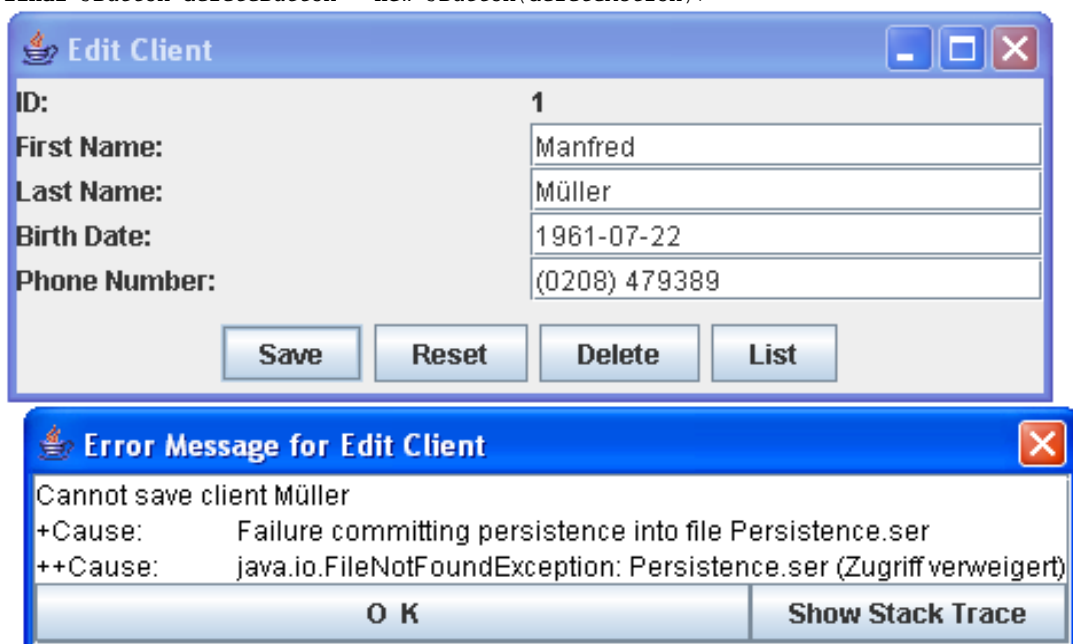 Edit Client
ID: 1
First Name: Manfred
Last Name: Müller
Birth Date: 1961-07-22
Phone Number: (0208) 479389
Save Reset Delete List
Error Message for Edit Client
Cannot save client Müller
+Cause: Failure committing persistence into file Persistence.ser
++Cause: java.io.FileNotFoundException: Persistence.ser (Zugriff verweigert)
O K Show Stack Trace